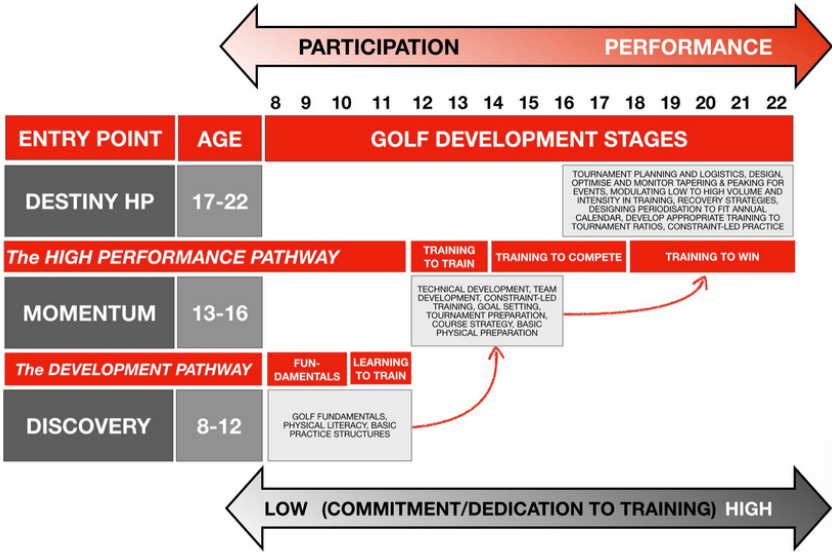 PARTICIPATION PERFORMANCE
8 9 10 11 12 13 14 15 16 17 18 19 20 21 22
ENTRY POINT AGE GOLF DEVELOPMENT STAGES
DESTINY HP 17-22
TOURNAMENT PLANNING AND LOGISTICS, DESIGN,
OPTIMISE AND MONITOR TAPERING & PEAKING FOR
EVENTS, MODULATING LOW TO HIGH VOLUME AND
INTENSITY IN TRAINING, RECOVERY STRATEGIES,
DESIGNING PERIODISATION TO FIT ANNUAL
CALENDAR, DEVELOP APPROPRIATE TRAINING TO
TOURNAMENT RATIOS, CONSTRAINT-LED PRACTICE
The HIGH PERFORMANCE PATHWAY
TRAINING
TO TRAIN
TRAINING TO COMPETE
TRAINING TO WIN
MOMENTUM 13-16
TECHNICAL DEVELOPMENT, TEAM
DEVELOPMENT, CONSTRAINT-LED
TRAINING, GOAL SETTING,
TOURNAMENT PREPARATION,
COURSE STRATEGY, BASIC
PHYSICAL PREPARATION
The DEVELOPMENT PATHWAY
FUN-
DAMENTALS
LEARNING
TO TRAIN
DISCOVERY 8-12
GOLF FUNDAMENTALS,
PHYSICAL LITERACY, BASIC
PRACTICE STRUCTURES
LOW (COMMITMENT/DEDICATION TO TRAINING) HIGH